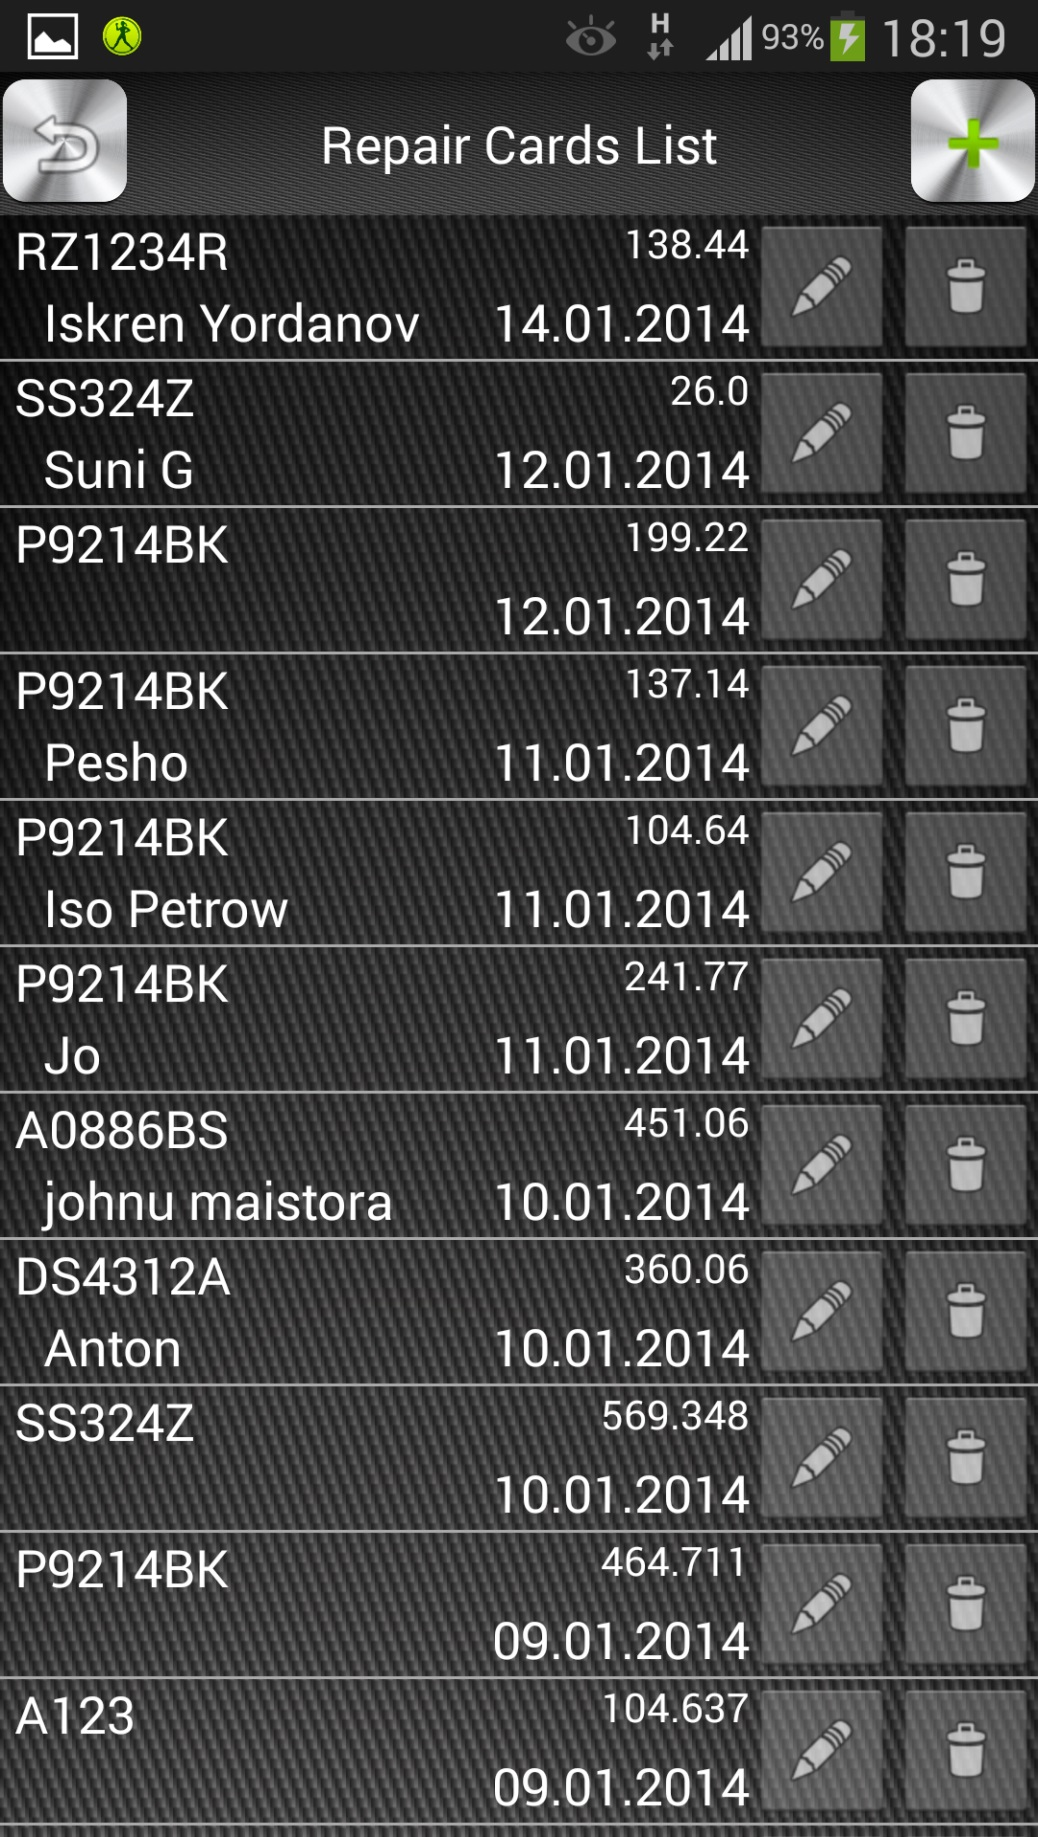 H 93% 18:19
Repair Cards List
RZ1234R 138.44
Iskren Yordanov 14.01.2014
SS324Z 26.0
Suni G 12.01.2014
P9214BK 199.22
12.01.2014
P9214BK 137.14
Pesho 11.01.2014
P9214BK 104.64
Iso Petrow 11.01.2014
P9214BK 241.77
Jo 11.01.2014
A0886BS 451.06
johnu maistora 10.01.2014
DS4312A 360.06
Anton 10.01.2014
SS324Z 569.348
10.01.2014
P9214BK 464.711
09.01.2014
A123 104.637
09.01.2014